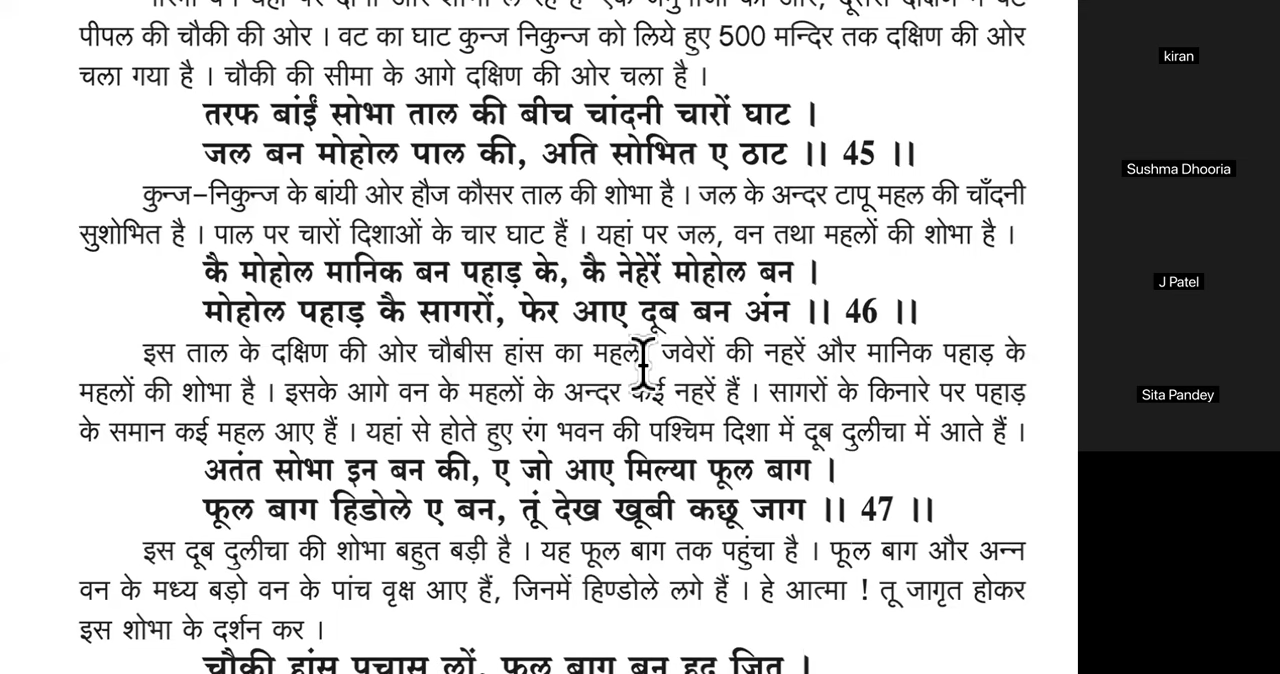 पीपल की चौकी की ओर । वट का घाट कुन्ज निकुन्ज को लिये हुए 500 मन्दिर तक दक्षिण की ओर
चला गया है । चौकी की सीमा के आगे दक्षिण की ओर चला है ।
तरफ बांईं सोभा ताल की बीच चांदनी चारों घाट ।
जल बन मोहोल पाल की, अति सोभित ए ठाट ।। 45 ।।
कुन्ज-निकुन्ज के बांयी ओर हौज कौसर ताल की शोभा है । जल के अन्दर टापू महल की चाँदनी
सुशोभित है । पाल पर चारों दिशाओं के चार घाट हैं । यहां पर जल, वन तथा महलों की शोभा है ।
कै मोहोल मानिक बन पहाड़ के, कै नेहेरें मोहोल बन ।
मोहोल पहाड़ कै सागरों, फेर आए दूब बन अंन ।। 46 ।।
इस ताल के दक्षिण की ओर चौबीस हांस का महल जवेरों की नहरें और मानिक पहाड़ के
महलों की शोभा है । इसके आगे वन के महलों के अन्दर कई नहरें हैं । सागरों के किनारे पर पहाड़
के समान कई महल आए हैं । यहां से होते हुए रंग भवन की पश्चिम दिशा में दूब दुलीचा में आते हैं ।
अतंत सोभा इन बन की, ए जो आए मिल्या फूल बाग ।
फूल बाग हिडोले ए बन, तूं देख खूबी कछू जाग ।। 47 ।।
इस दूब दुलीचा की शोभा बहुत बड़ी है । यह फूल बाग तक पहुंचा है । फूल बाग और अन्न
वन के मध्य बड़ो वन के पांच वृक्ष आए हैं, जिनमें हिण्डोले लगे हैं । हे आत्मा ! तू जागृत होकर
इस शोभा के दर्शन कर ।
चौकी हांस पचास लों, फूल बाग बन हद जित ।
kiran
Sushma Dhooria
J Patel
Sita Pandey